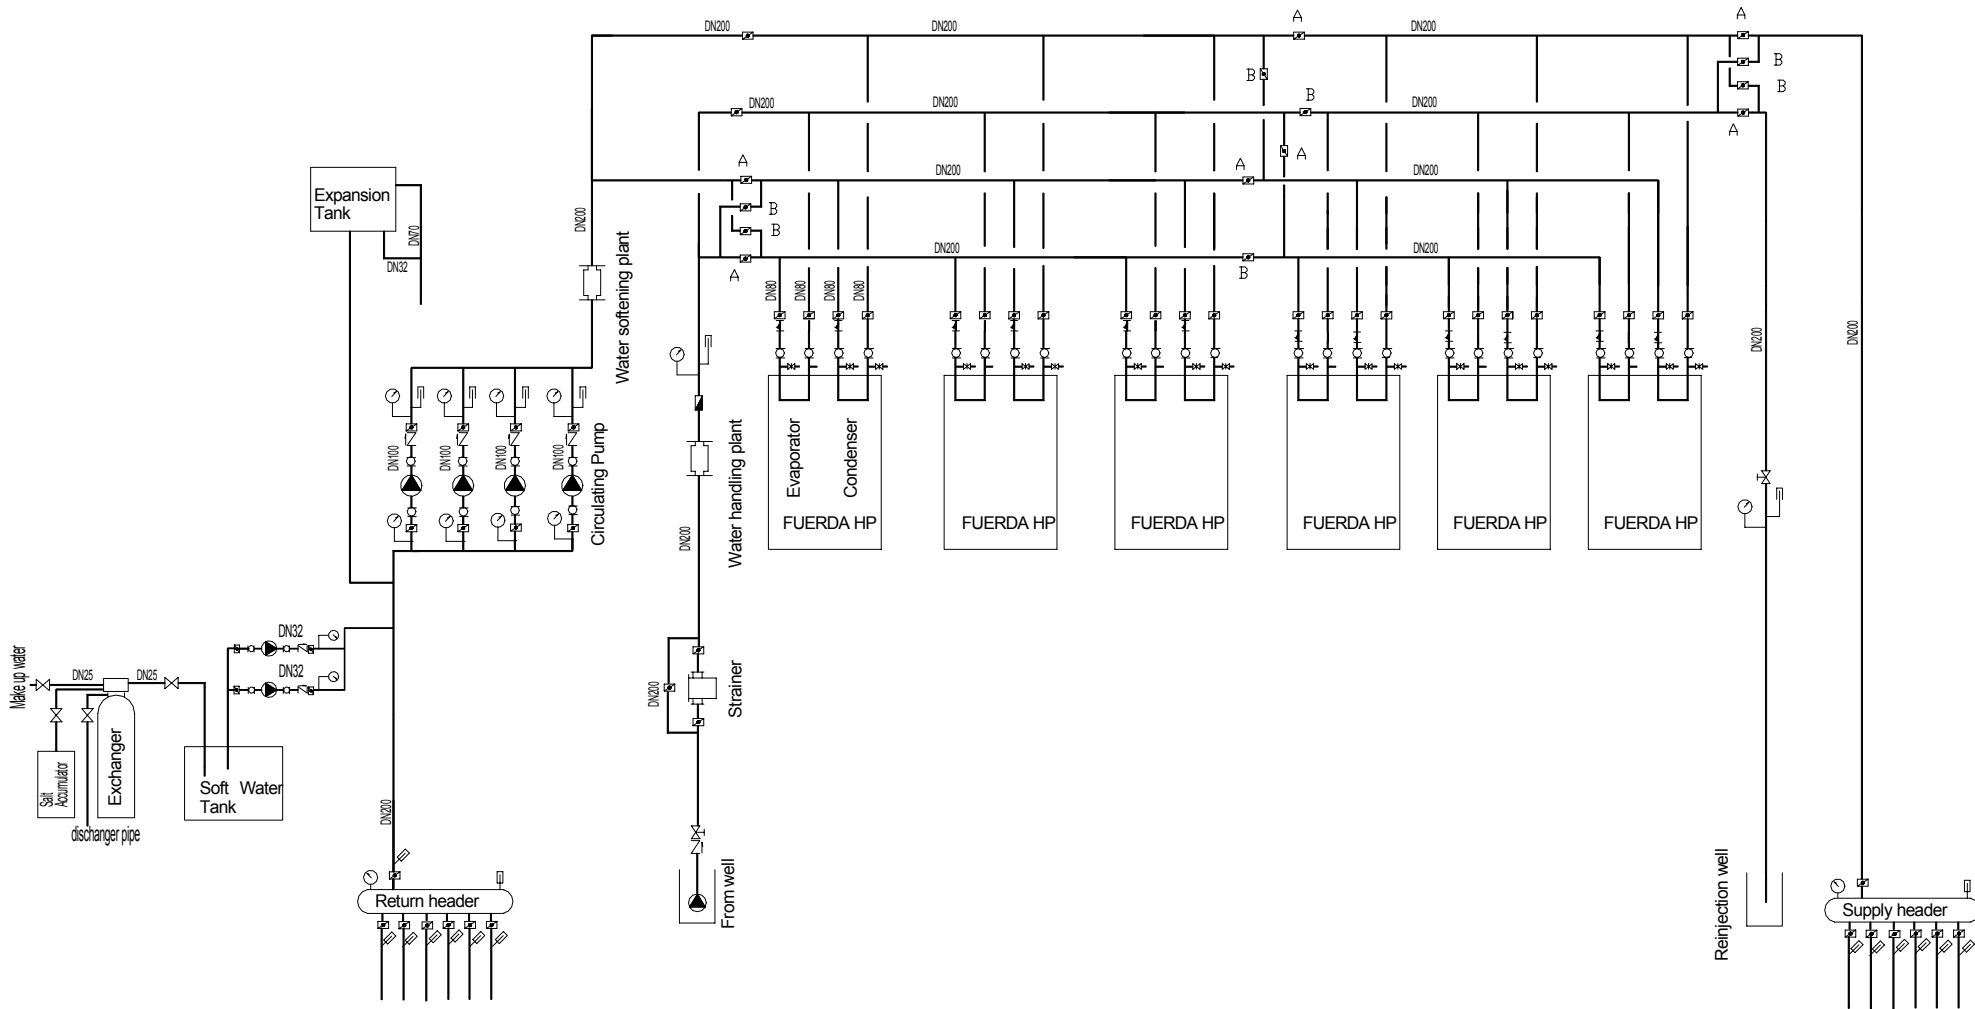 A
A
DN200
DN200
DN200
DN200
B
B
B
DN200
DN200
B
DN200
A
A
A
A
DN200
DN200
Expansion
Tank
DN70
DN32
DN200
B
B
DN200
DN200
A
B
Water softening plant
DN80
DN80
DN80
DN80
DN200
DN200
DN100
DN100
DN100
DN100
Circulating Pump
Water handling plant
DN200
Evaporator
Condenser
FUERDA HP
FUERDA HP
FUERDA HP
FUERDA HP
FUERDA HP
FUERDA HP
DN32
DN32
Make up water
DN25
DN25
DN200
Strainer
Salt
Accumulator
Exchanger
Soft Water
Tank
dischanger pipe
DN200
Return header
From well
Reinjection well
Supply header